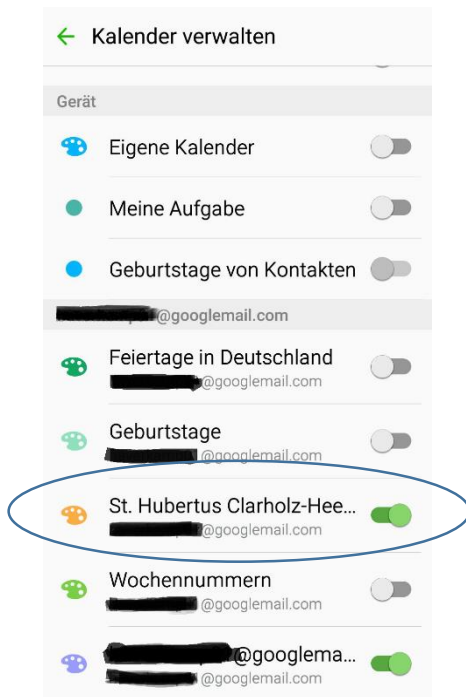 Kalender verwalten
Gerät
Eigene Kalender
Meine Aufgabe
Geburtstage von Kontakten
@googlemail.com
Feiertage in Deutschland
@googlemail.com
Geburtstage
@googlemail.com
St. Hubertus Clarholz-Hee...
@googlemail.com
Wochennummern
@googlemail.com
@googlema...
@googlemail.com